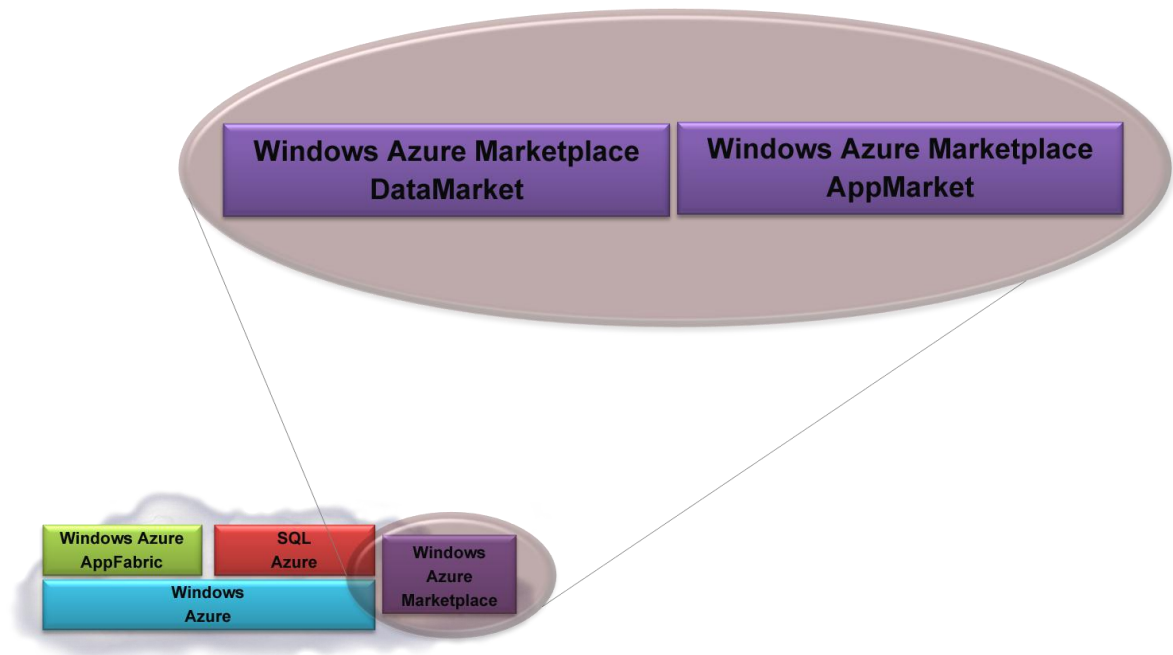 Windows Azure Marketplace
DataMarket
Windows Azure Marketplace
AppMarket
Windows Azure
AppFabric
SQL
Azure
Windows
Azure
Marketplace
Windows
Azure